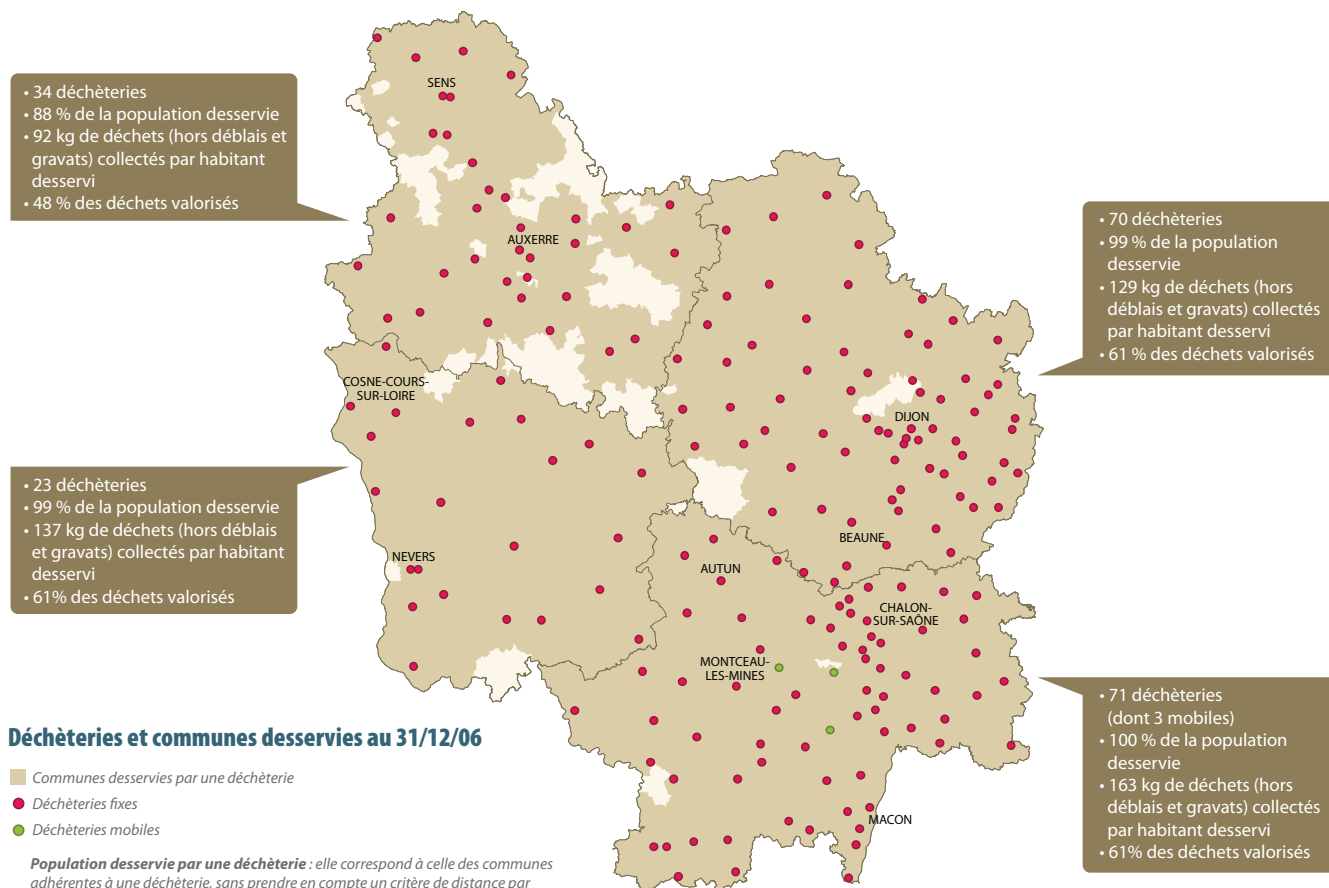 • 34 déchèteries
• 88 % de la population desservie
• 92 kg de déchets (hors déblais et
gravats) collectés par habitant
desservi
• 48 % des déchets valorisés
• 70 déchèteries
• 99 % de la population
desservie
• 129 kg de déchets (hors
déblais et gravats) collectés
par habitant desservi
• 61 % des déchets valorisés
• 23 déchèteries
• 99 % de la population desservie
• 137 kg de déchets (hors déblais
et gravats) collectés par habitant
desservi
• 61% des déchets valorisés
• 71 déchèteries
(dont 3 mobiles)
• 100 % de la population
desservie
• 163 kg de déchets (hors
déblais et gravats) collectés
par habitant desservi
• 61% des déchets valorisés
SENS
AUXERRE
COSNE-COURS-
SUR-LOIRE
DIJON
BEAUNE
NEVERS
AUTUN
CHALON-
SUR-SAÔNE
MONTCEAU-
LES-MINES
MACON
Déchèteries et communes desservies au 31/12/06
Communes desservies par une déchèterie
Déchèteries fixes
Déchèteries mobiles
Population desservie par une déchèterie : elle correspond à celle des communes
adhérentes à une déchèterie, sans prendre en compte un critère de distance par